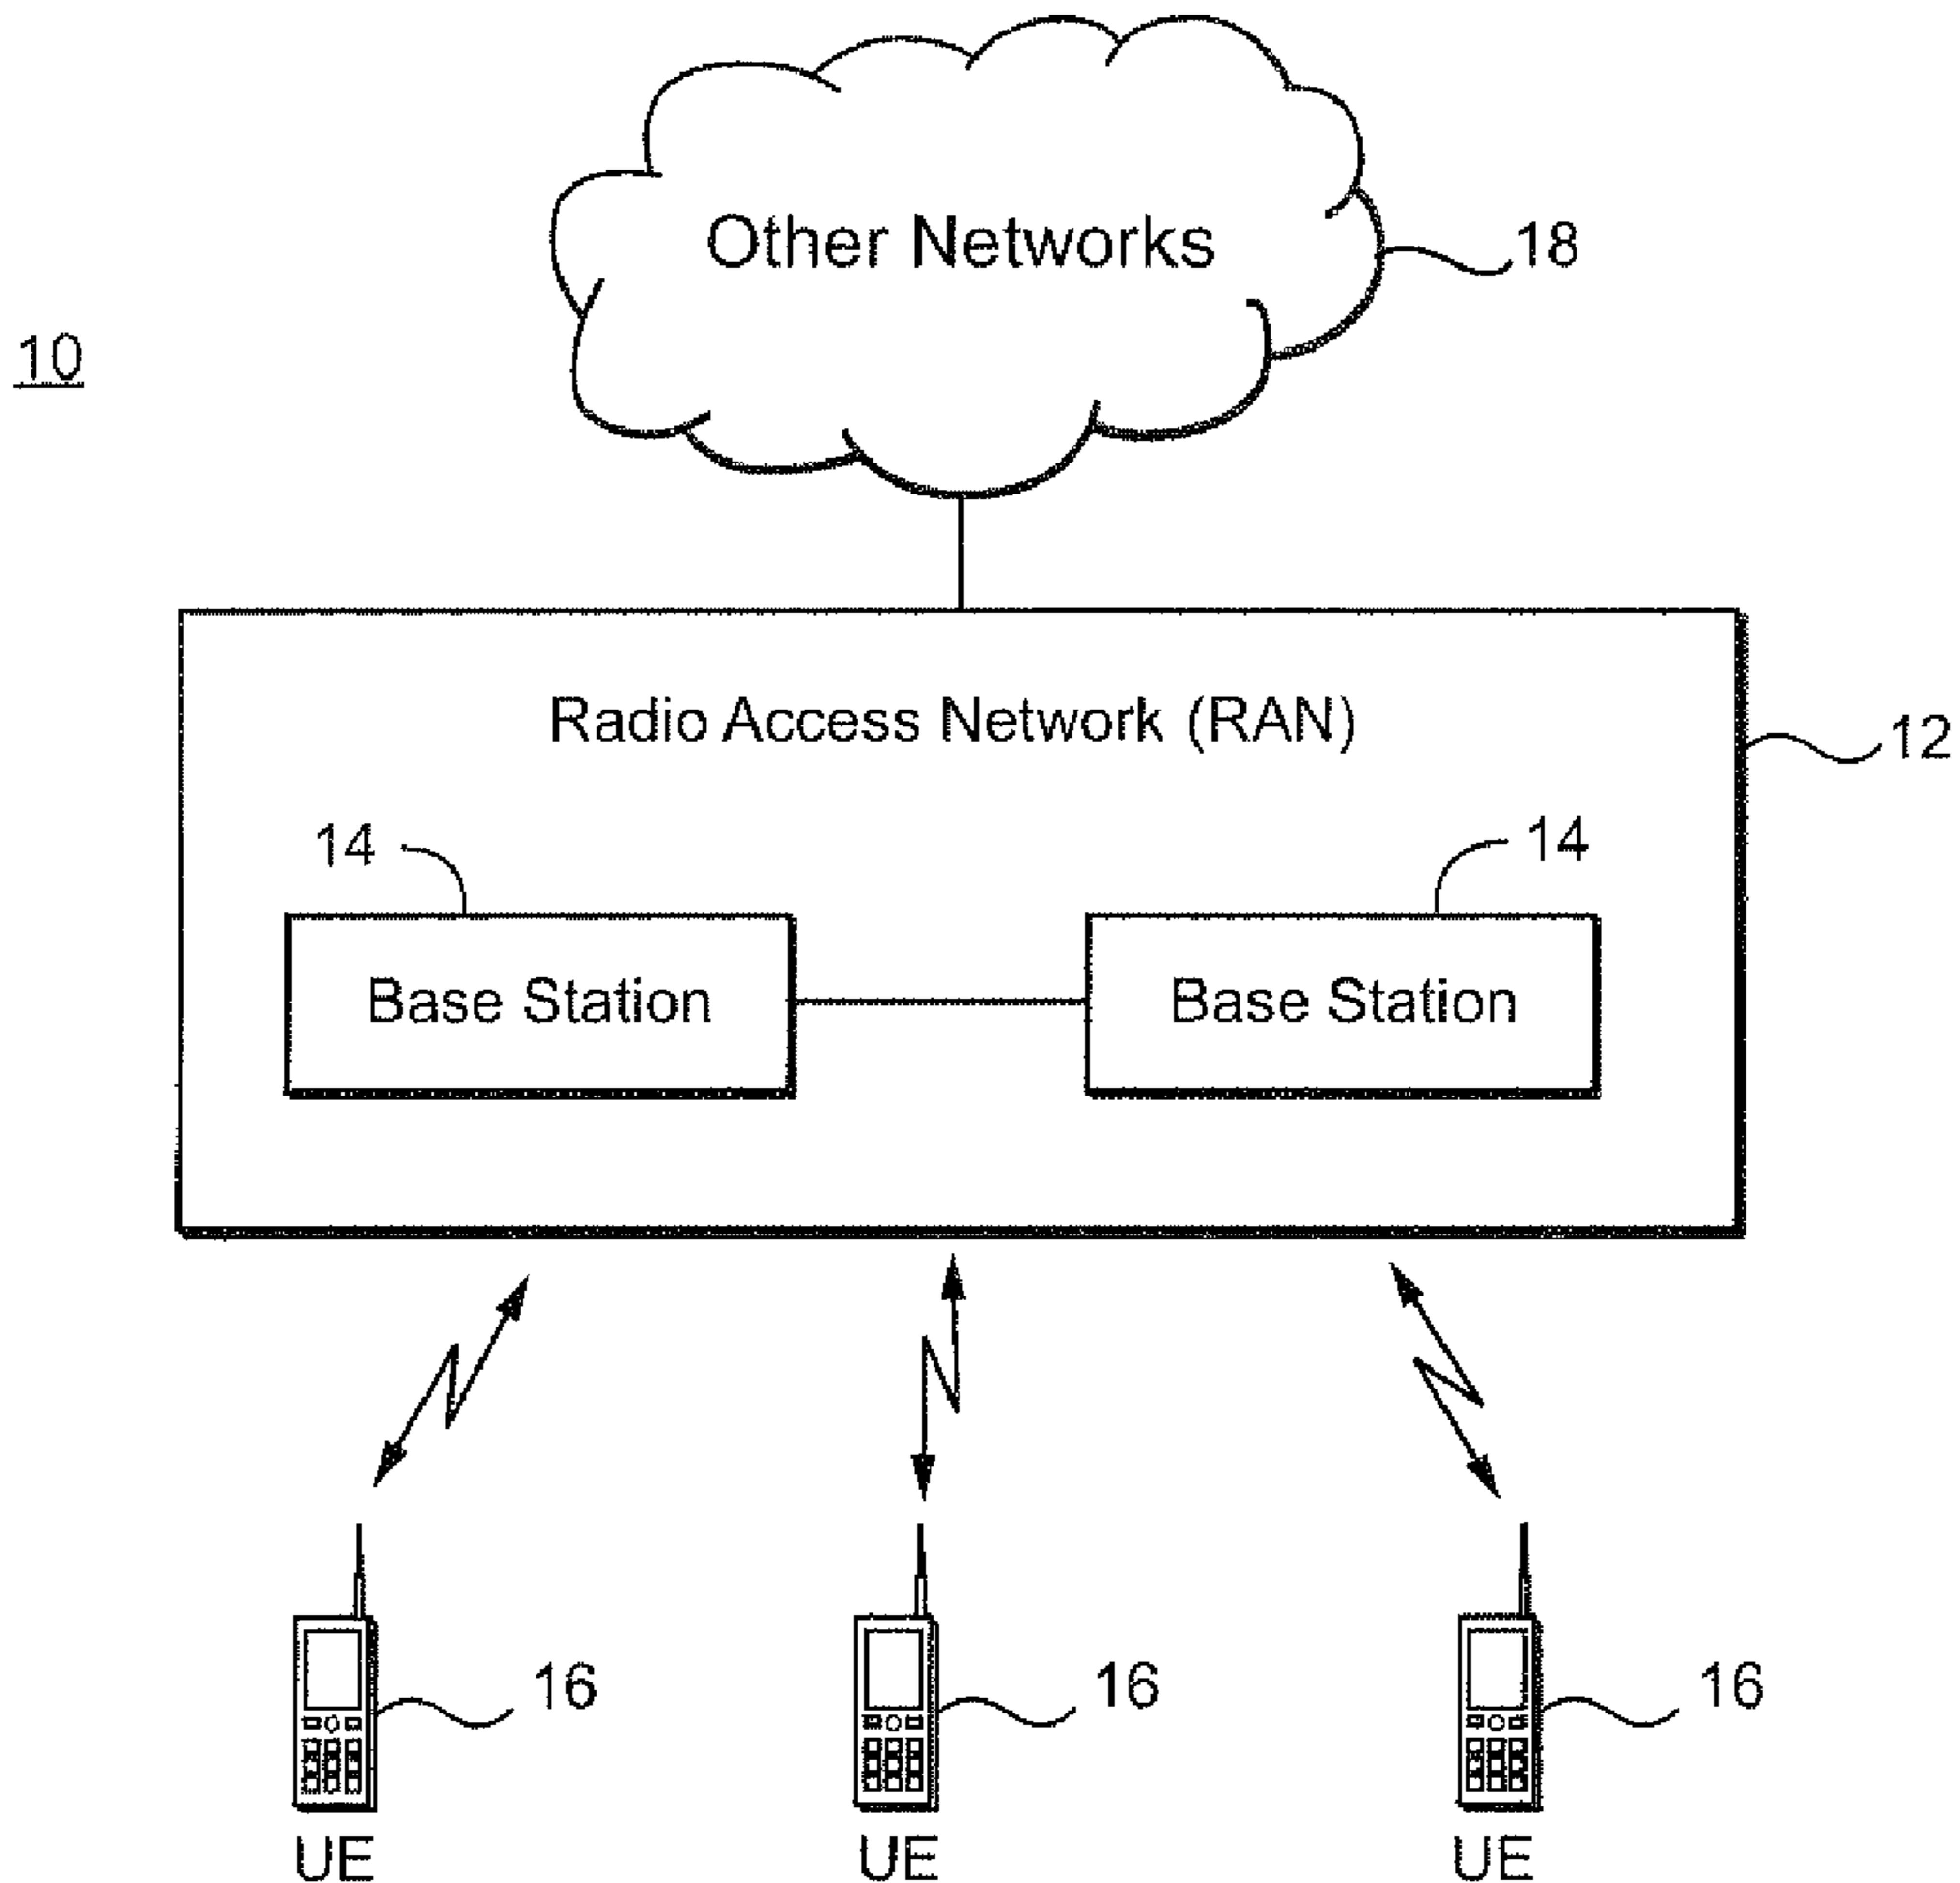 Other Networks
18
10
Radio Access Network (RAN)
12
14
14
Base Station
Base Station
16
16
16
UE
UE
UE